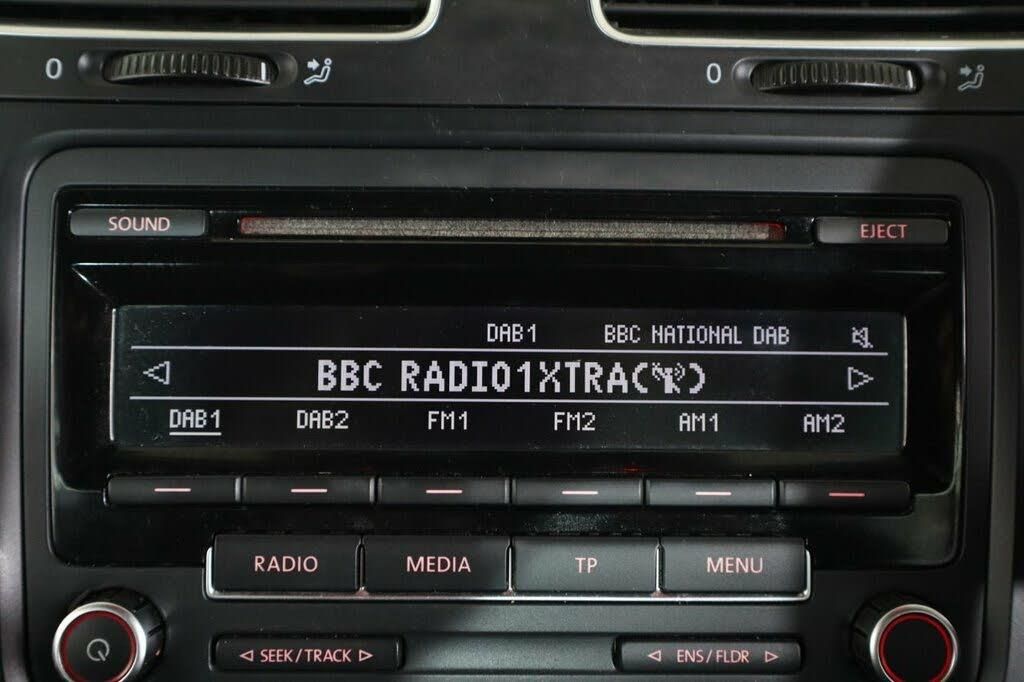 0 0
SOUND EJECT
DAB1 BBC NATIONAL DAB
BBC RADIO1XTRA( )
DAB1 DAB2 FM1 FM2 AM1 AM2
RADIO MEDIA TP MENU
SEEK/TRACK ENS/FLDR